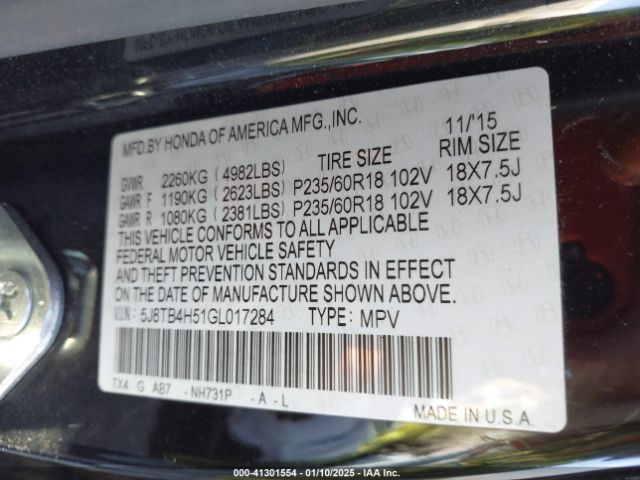 MFD.BY HONDA OF AMERICA MFG.,INC. 11/'15
GVWR 2260KG (4982LBS) TIRE SIZE RIM SIZE
GAWR F 1190KG (2623LBS) P235/60R18 102V 18X7.5J
GAWR R 1080KG (2381LBS) P235/60R18 102V 18X7.5J
THIS VEHICLE CONFORMS TO ALL APPLICABLE
FEDERAL MOTOR VEHICLE SAFETY
AND THEFT PREVENTION STANDARDS IN EFFECT
ON THE DATE OF MANUFACTURE SHOWN ABOVE.
V.I.N: 5J8TB4H51GL017284 TYPE: MPV
TX4 G AB7 - NH731P - A - L
MADE IN U.S.A.
000-41301554 - 01/10/2025 - IAA Inc.